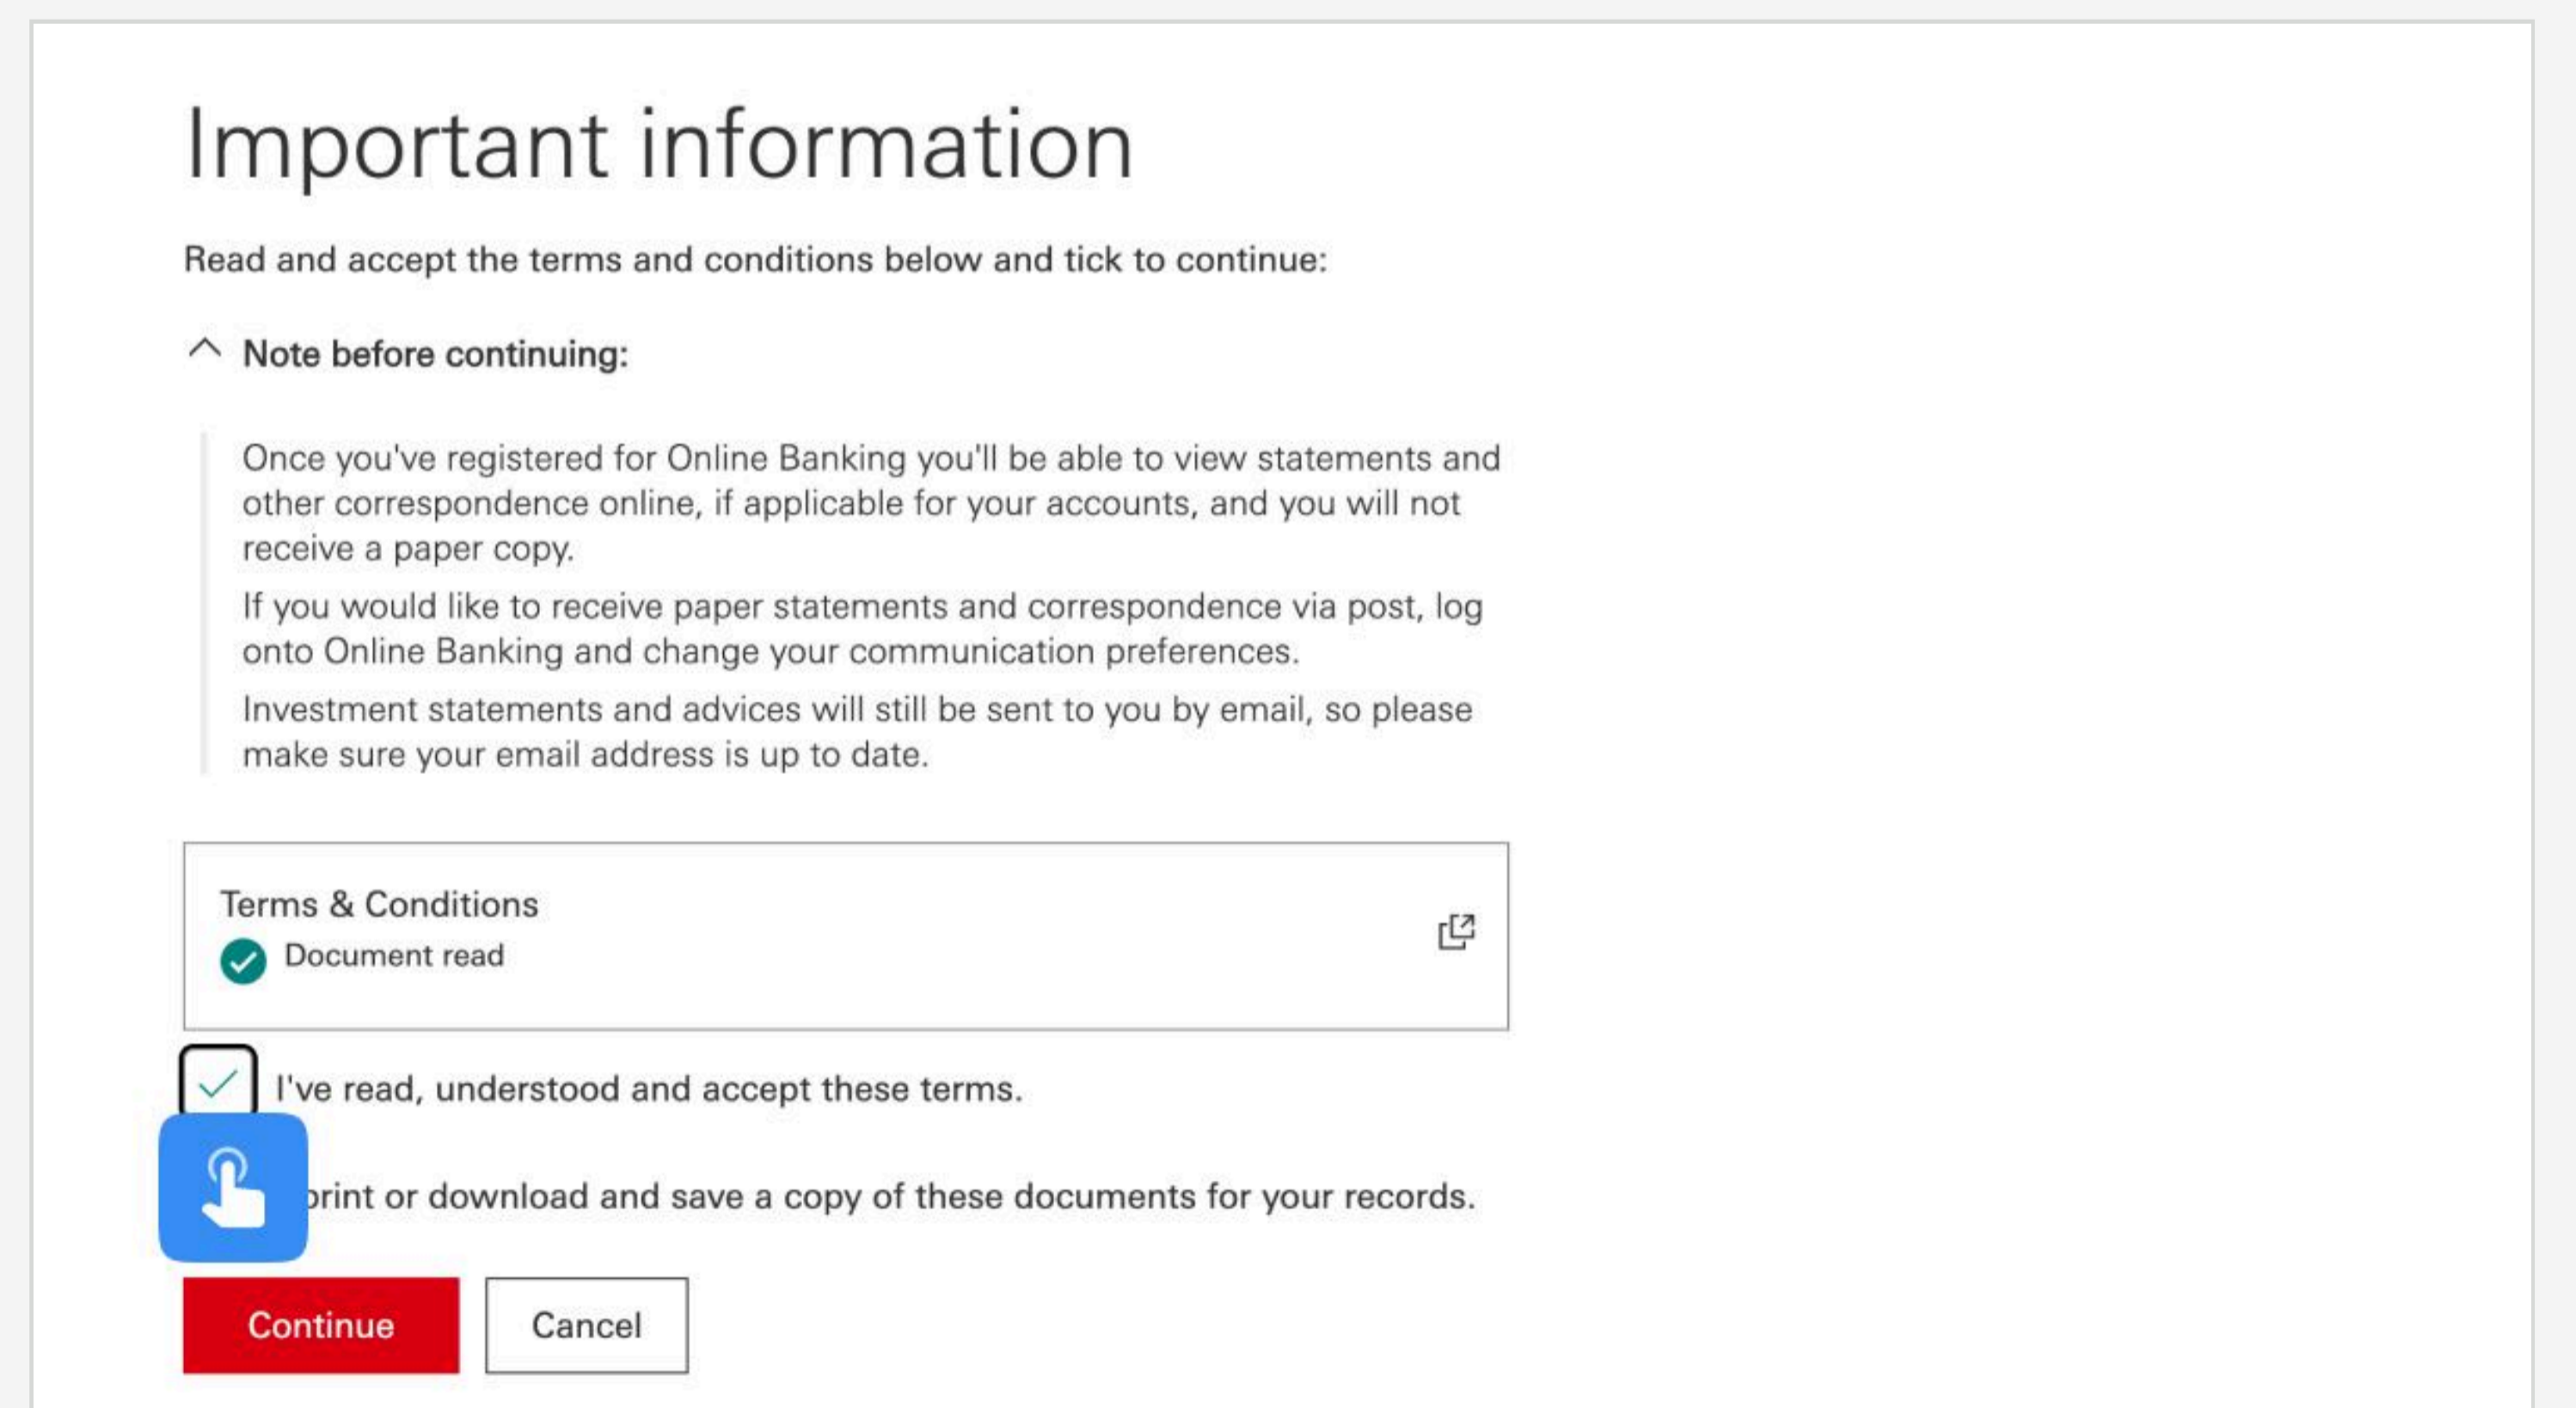 Important information
Read and accept the terms and conditions below and tick to continue:
Note before continuing:
Once you've registered for Online Banking you'll be able to view statements and
other correspondence online, if applicable for your accounts, and you will not
receive a paper copy.
If you would like to receive paper statements and correspondence via post, log
onto Online Banking and change your communication preferences.
Investment statements and advices will still be sent to you by email, so please
make sure your email address is up to date.
Terms & Conditions
Document read
I've read, understood and accept these terms.
print or download and save a copy of these documents for your records.
Continue
Cancel